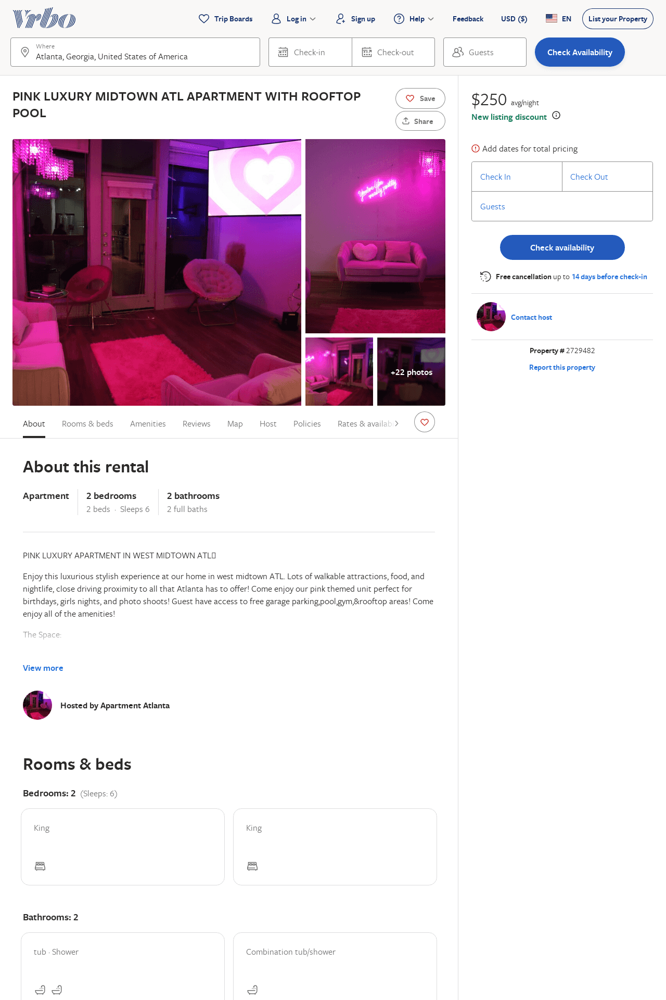 Vrbo
Trip Boards
Log in
Sign up
Help
Feedback
USD ($)
EN
List your Property
Where
Atlanta, Georgia, United States of America
Check-in
Check-out
Guests
Check Availability
PINK LUXURY MIDTOWN ATL APARTMENT WITH ROOFTOP
POOL
Save
Share
$250 avg/night
New listing discount
Add dates for total pricing
Check In
Check Out
Guests
Check availability
Free cancellation up to 14 days before check-in
Contact host
Property # 2729482
Report this property
you're like
really pretty
+22 photos
About
Rooms & beds
Amenities
Reviews
Map
Host
Policies
Rates & availab
About this rental
Apartment
2 bedrooms
2 beds · Sleeps 6
2 bathrooms
2 full baths
PINK LUXURY APARTMENT IN WEST MIDTOWN ATL
Enjoy this luxurious stylish experience at our home in west midtown ATL. Lots of walkable attractions, food, and
nightlife, close driving proximity to all that Atlanta has to offer! Come enjoy our pink themed unit perfect for
birthdays, girls nights, and photo shoots! Guest have access to free garage parking,pool,gym,&rooftop areas! Come
enjoy all of the amenities!
The Space:
View more
Hosted by Apartment Atlanta
Rooms & beds
Bedrooms: 2 (Sleeps: 6)
King
King
Bathrooms: 2
tub · Shower
Combination tub/shower